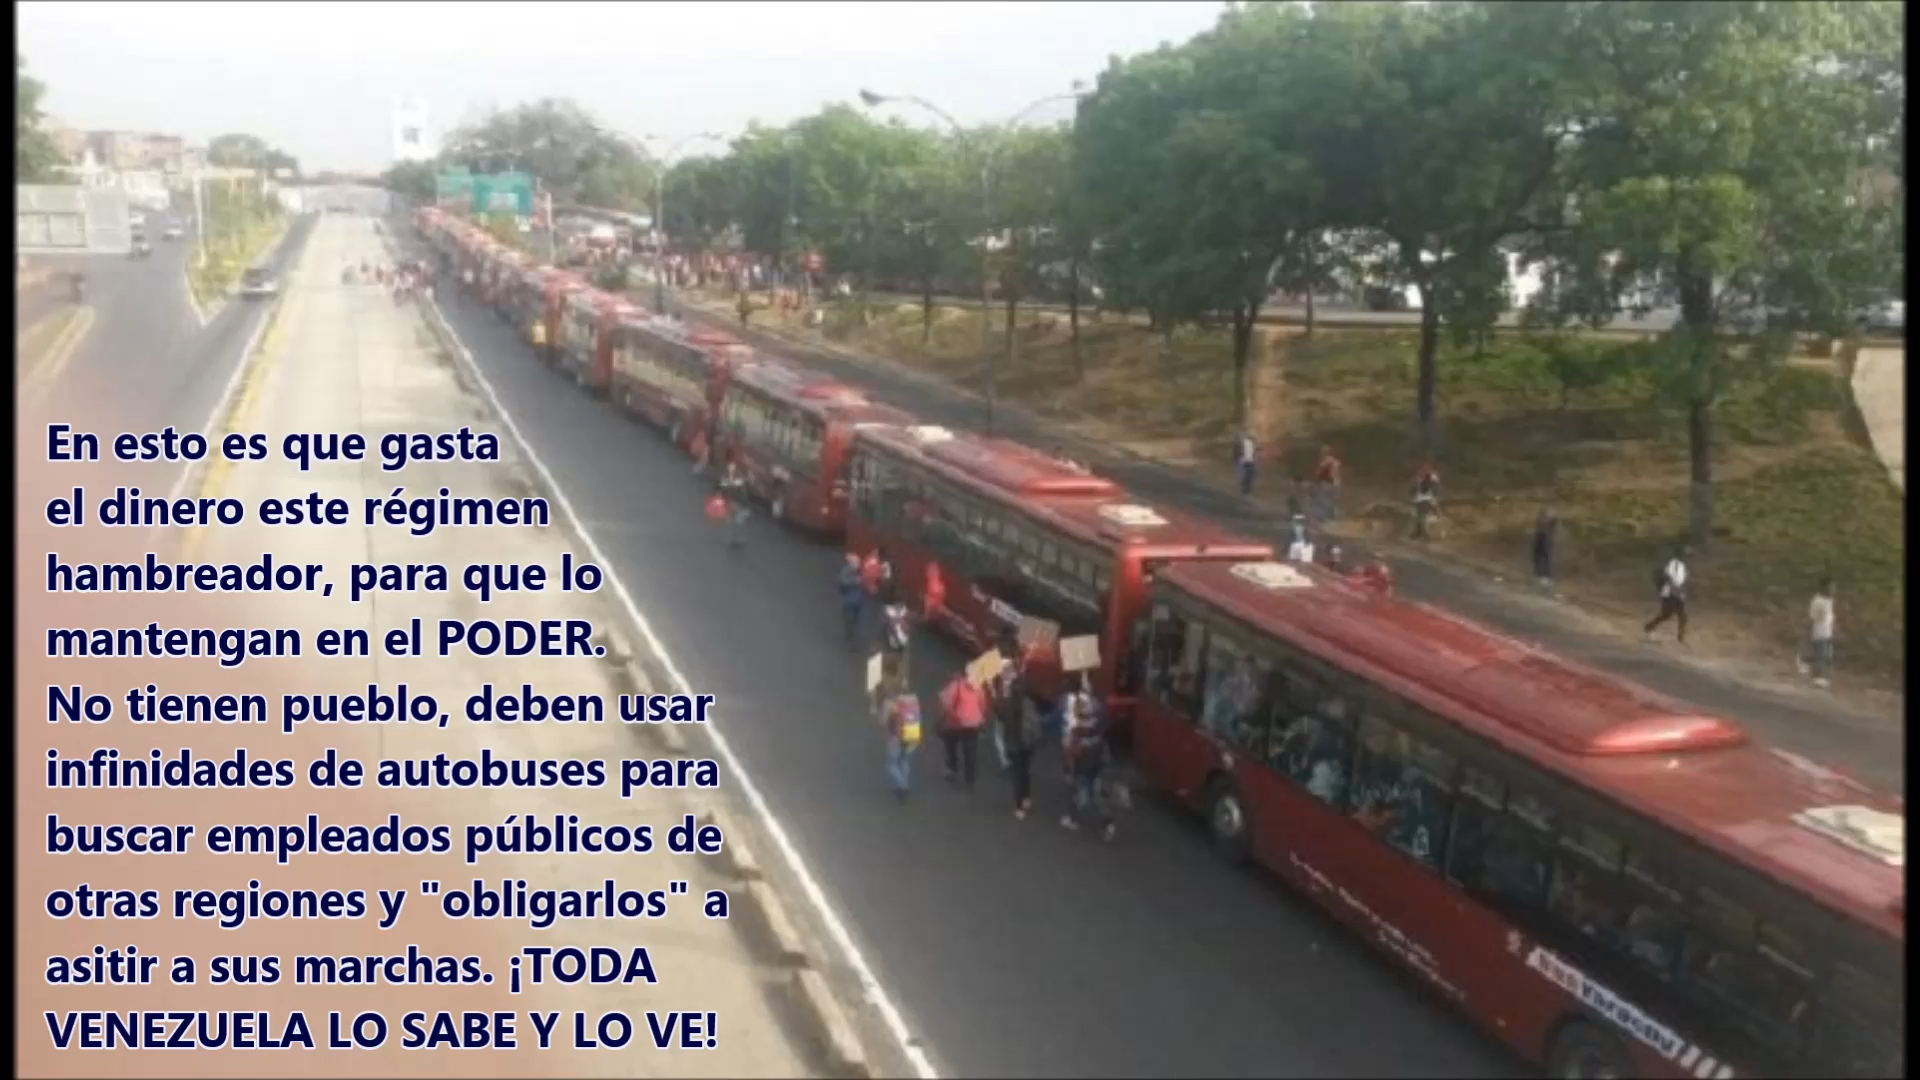 En esto es que gasta
el dinero este régimen
hambreador, para que lo
mantengan en el PODER.
No tienen pueblo, deben usar
infinidades de autobuses para
buscar empleados públicos de
otras regiones y "obligarlos" a
asitir a sus marchas. ¡TODA
VENEZUELA LO SABE Y LO VE!